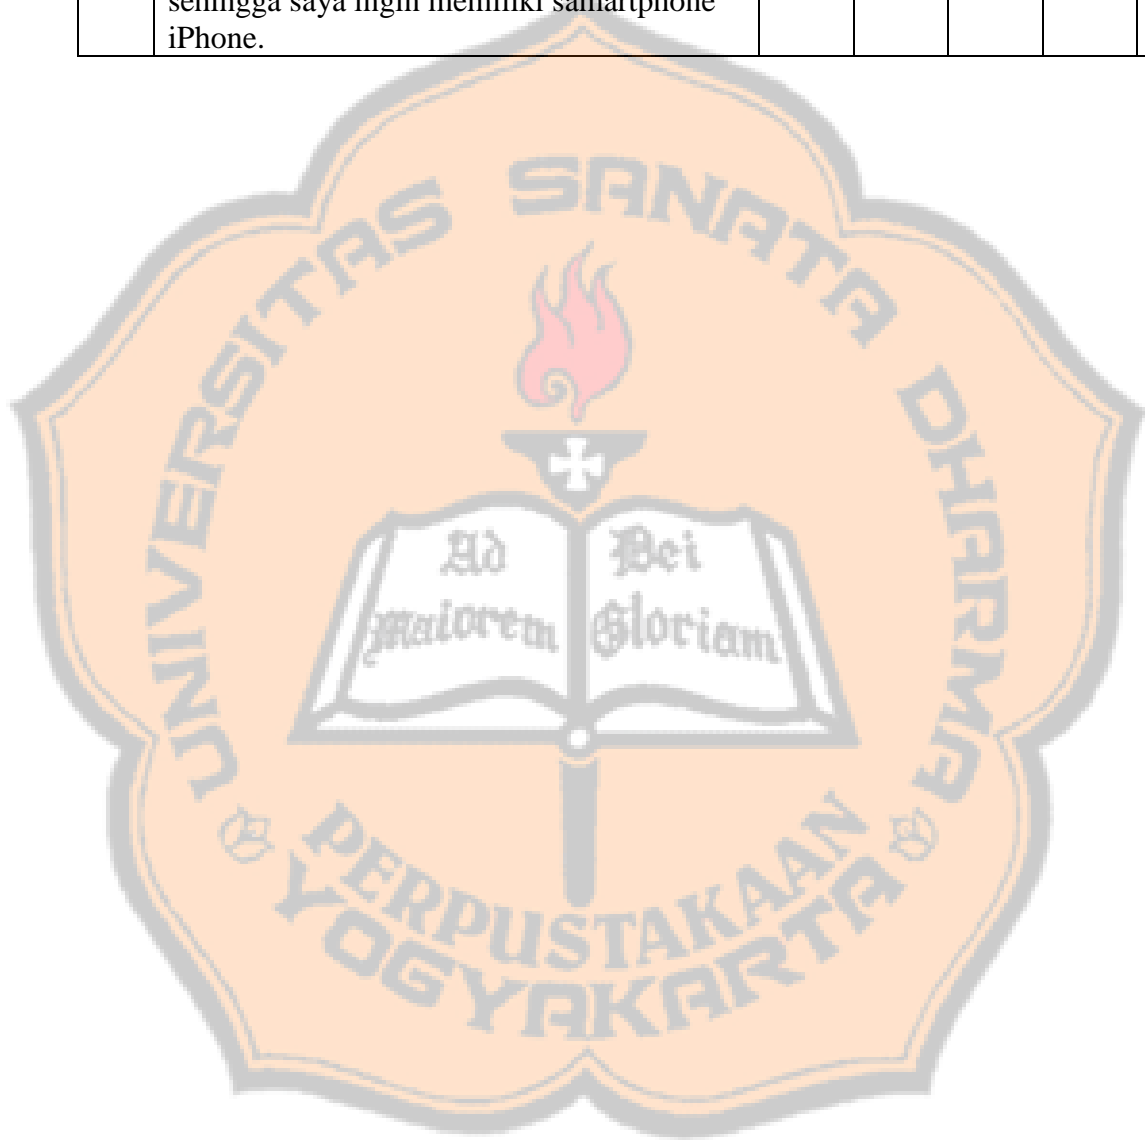 sehingga saya ingin memiliki samartphone
iPhone.
UNIVERSITAS SANATA DHARMA
Ad Dei
Maiorem Gloriam
PERPUSTAKAAN
YOGYAKARTA